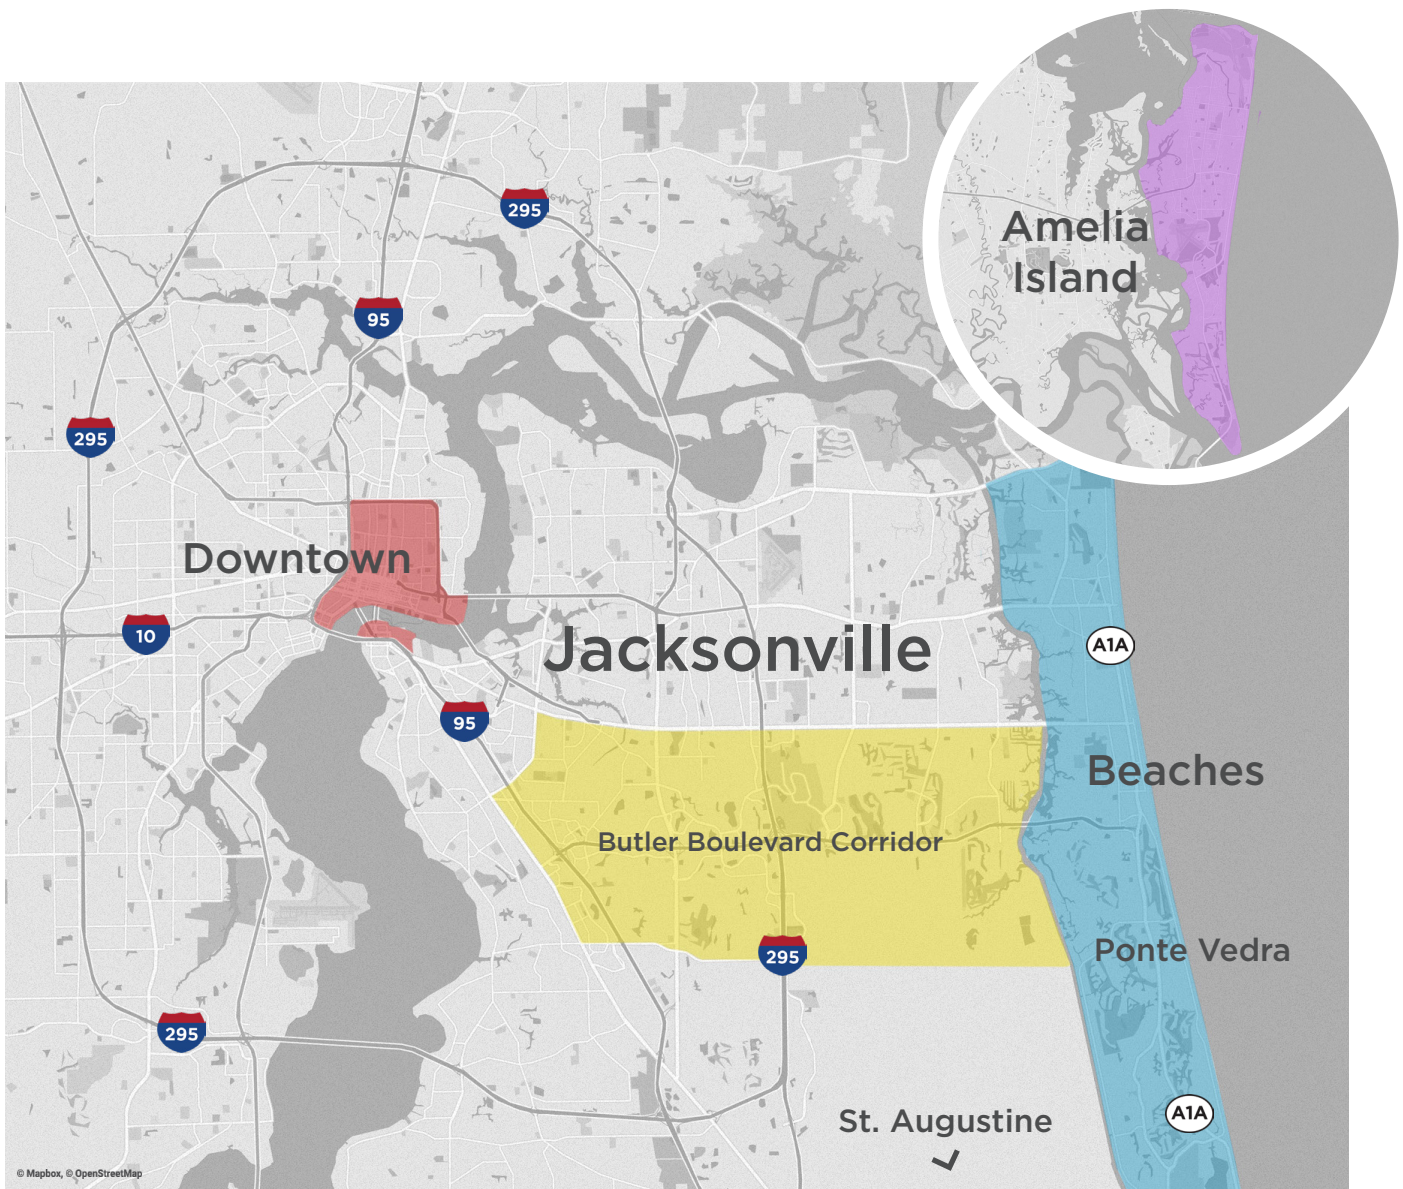 Amelia
Island
295
95
295
Downtown
10
Jacksonville
A1A
95
Beaches
Butler Boulevard Corridor
Ponte Vedra
295
295
A1A
St. Augustine
© Mapbox, © OpenStreetMap